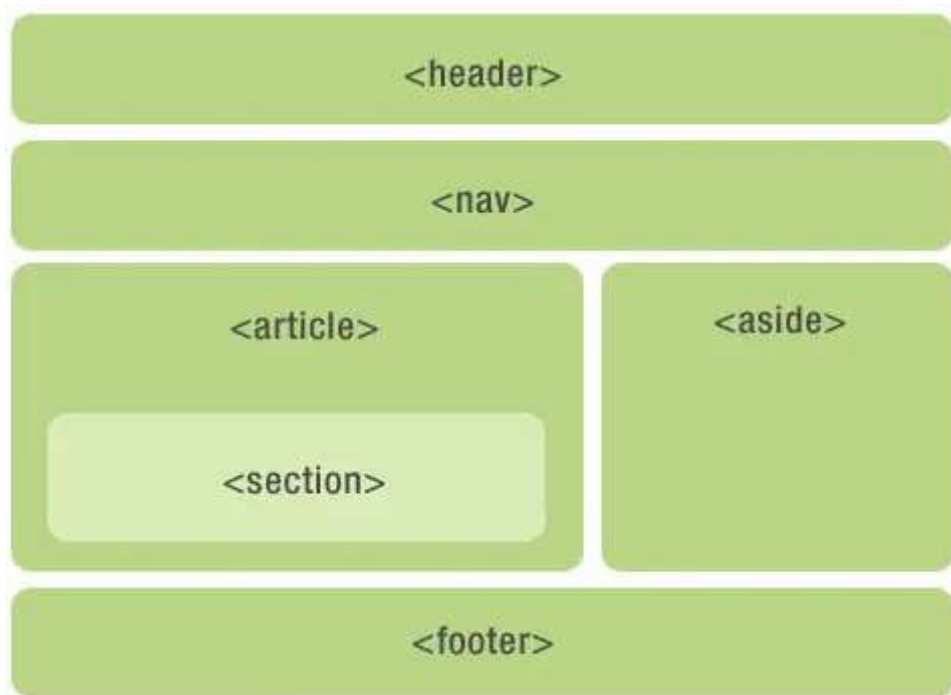 <header>
<nav>
<article>
<aside>
<section>
<footer>